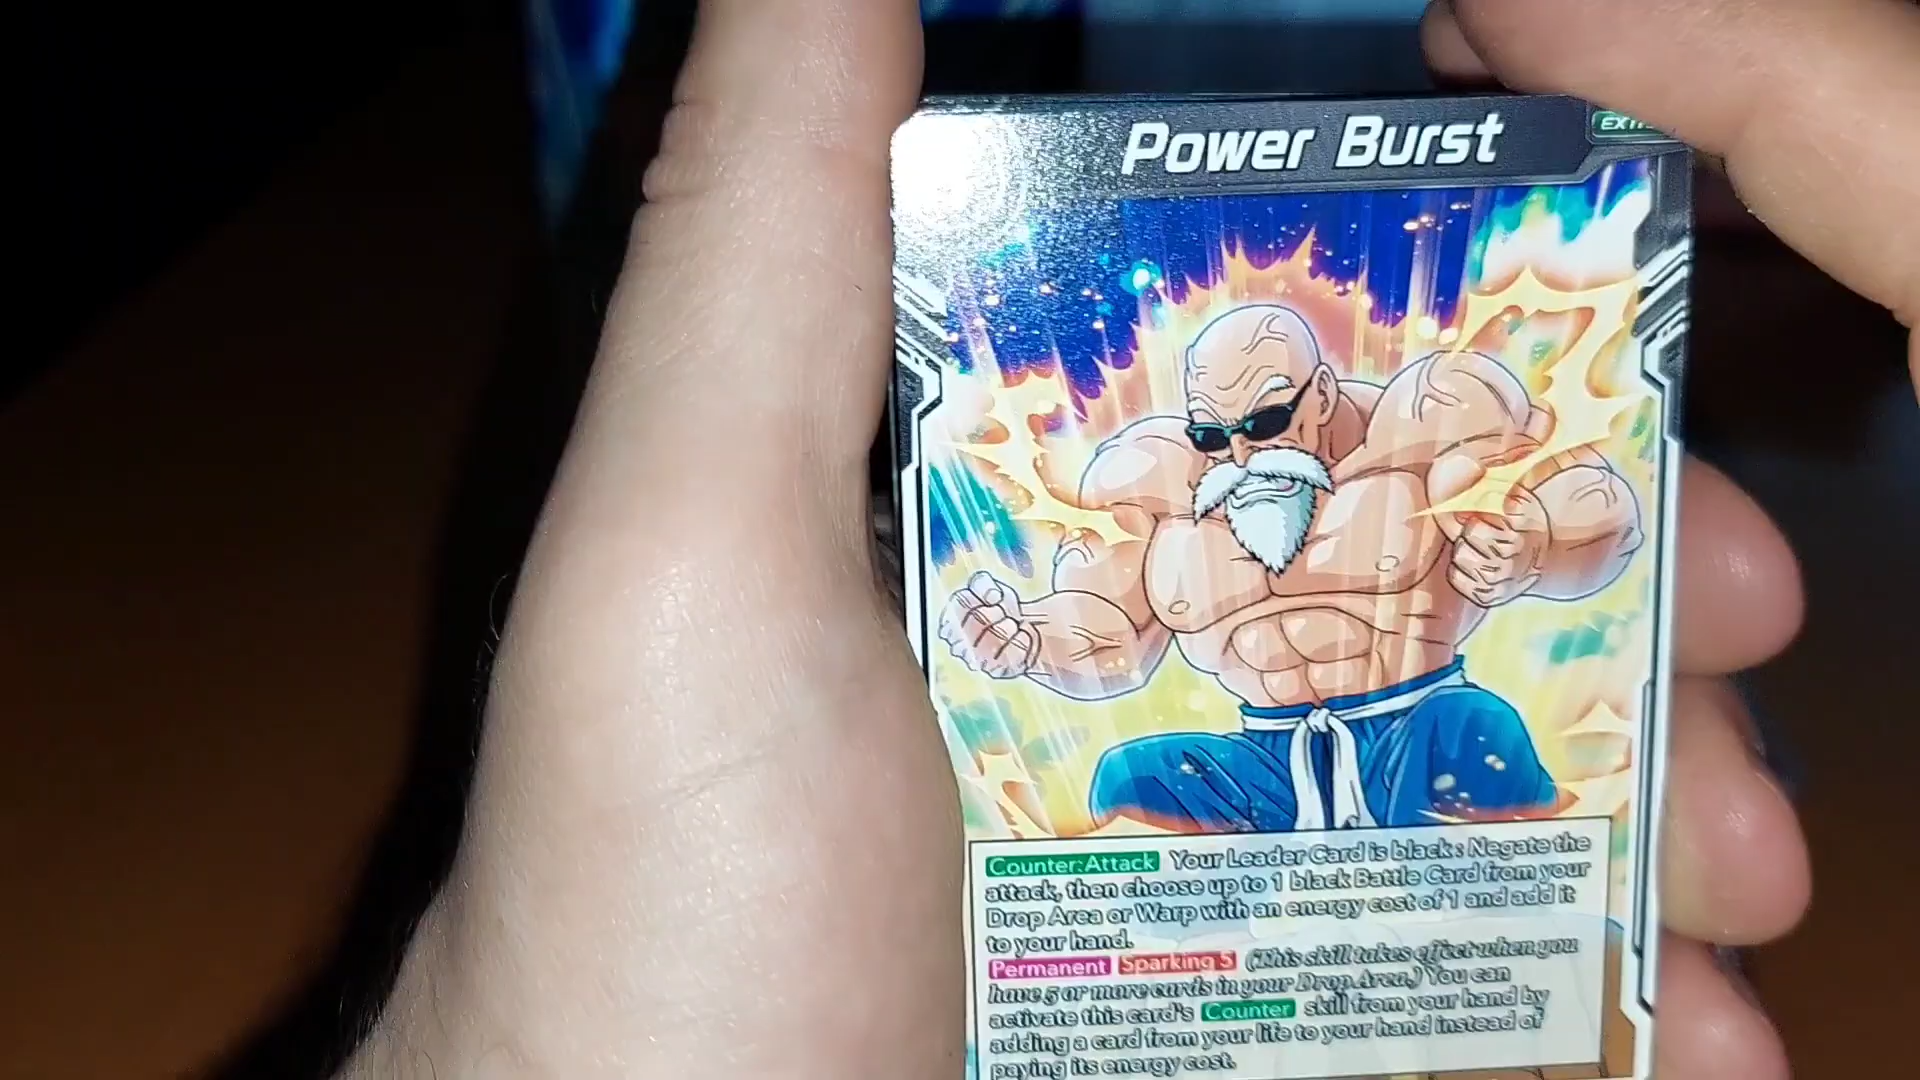 Power Burst
Counter:Attack Your Leader Card is black : Negate the
attack, then choose up to 1 black Battle Card from your
Drop Area or Warp with an energy cost of 1 and add it
to your hand.
Permanent Sparking 5 (This skill takes effect when you
have 5 or more cards in your Drop Area.) You can
activate this card's Counter skill from your hand by
adding a card from your life to your hand instead of
paying its energy cost.